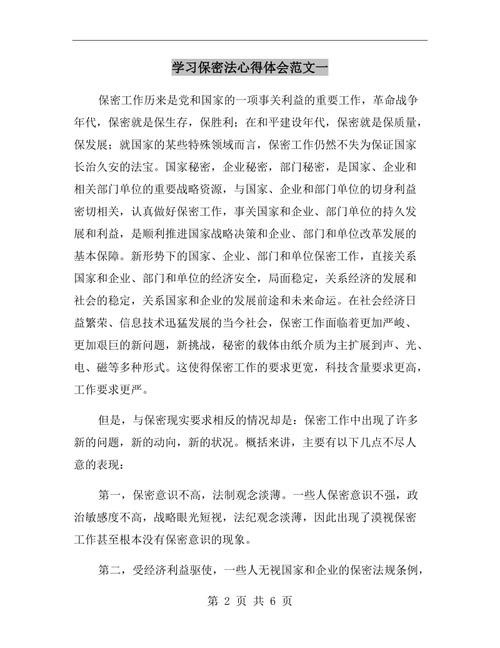 学习保密法心得体会范文一
保密工作历来是党和国家的一项事关利益的重要工作，革命战争
年代，保密就是保生存，保胜利；在和平建设年代，保密就是保质量，
保发展；就国家的某些特殊领域而言，保密工作仍然不失为保证国家
长治久安的法宝。国家秘密，企业秘密，部门秘密，是国家、企业和
相关部门单位的重要战略资源，与国家、企业和部门单位的切身利益
密切相关，认真做好保密工作，事关国家和企业、部门单位的持久发
展和利益，是顺利推进国家战略决策和企业、部门和单位改革发展的
基本保障。新形势下的国家、企业、部门和单位保密工作，直接关系
国家和企业、部门和单位的经济安全，局面稳定，关系经济的发展和
社会的稳定，关系国家和企业的发展前途和未来命运。在社会经济日
益繁荣、信息技术迅猛发展的当今社会，保密工作面临着更加严峻、
更加艰巨的新问题，新挑战，秘密的载体由纸介质为主扩展到声、光、
电、磁等多种形式。这使得保密工作的要求更宽，科技含量要求更高，
工作要求更严。
但是，与保密现实要求相反的情况却是：保密工作中出现了许多
新的问题，新的动向，新的状况。概括来讲，主要有以下几点不尽人
意的表现：
第一，保密意识不高，法制观念淡薄。一些人保密意识不强，政
治敏感度不高，战略眼光短视，法纪观念淡薄，因此出现了漠视保密
工作甚至根本没有保密意识的现象。
第二，受经济利益驱使，一些人无视国家和企业的保密法规条例，
第 2 页 共 6 页